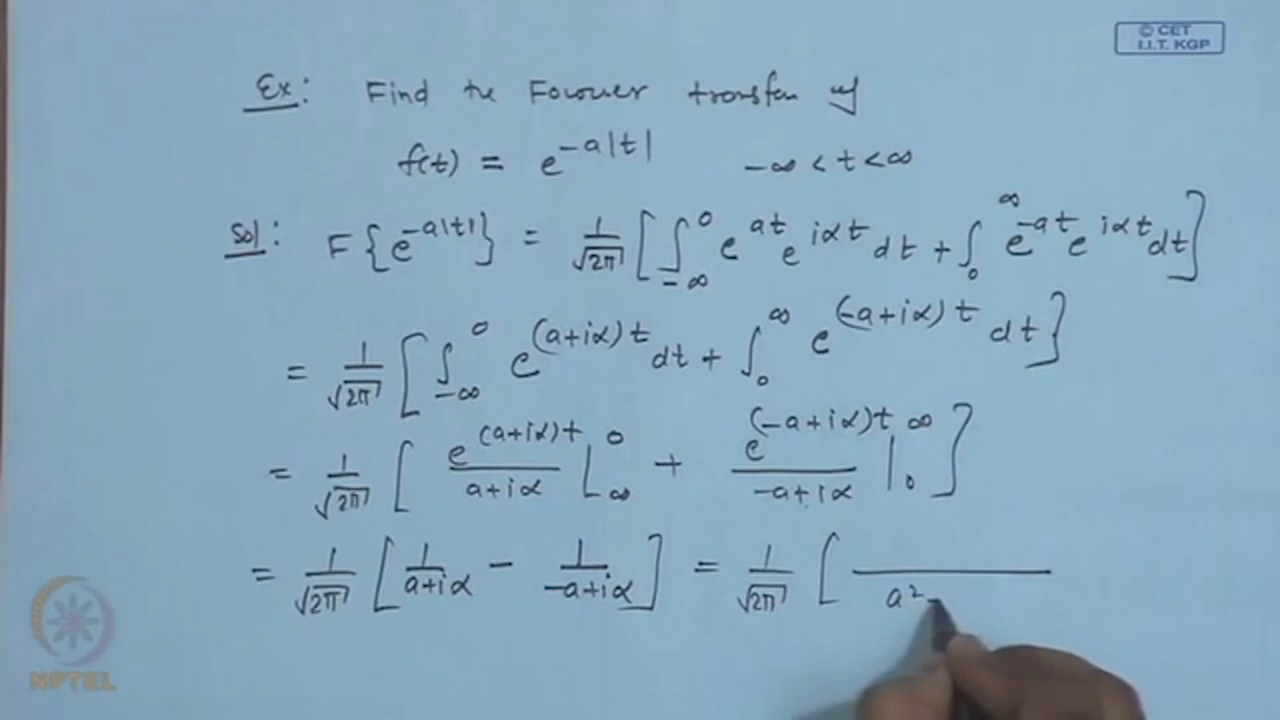 © CET
I.I.T. KGP
Ex: Find the Fourier transfom of
f(t) = e^{-a|t|} -∞ < t < ∞
Sol: F{e^{-a|t|}} = 1/√2π [∫_{-∞}^{0} e^{at} e^{iαt} dt + ∫_{0}^{∞} e^{-at} e^{iαt} dt]
= 1/√2π [∫_{-∞}^{0} e^{(a+iα)t} dt + ∫_{0}^{∞} e^{(-a+iα)t} dt]
= 1/√2π [e^{(a+iα)t}/(a+iα) |_{∞}^{0} + e^{(-a+iα)t}/(-a+iα) |_{0}^{∞}]
= 1/√2π [1/(a+iα) - 1/(-a+iα)] = 1/√2π [ /a²-
NPTEL